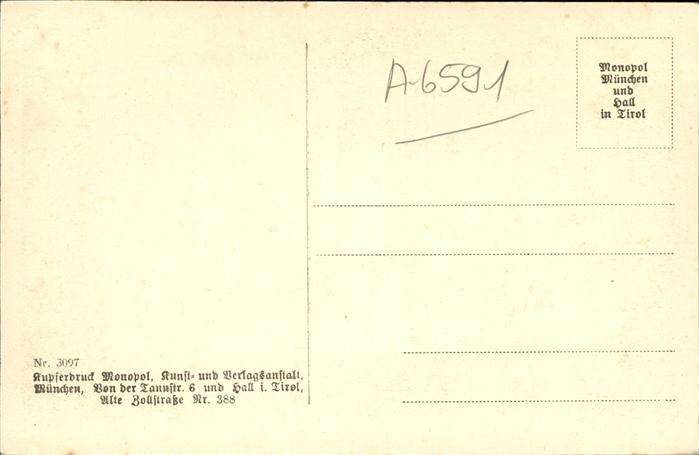 A-6591
Monopol
München
und
Hall
in Tirol
Nr. 3097
Kupferdruck Monopol, Kunst- und Verlagsanstalt,
München, Von der Tannstr. 6 und Hall i. Tirol,
Alte Zollstraße Nr. 388